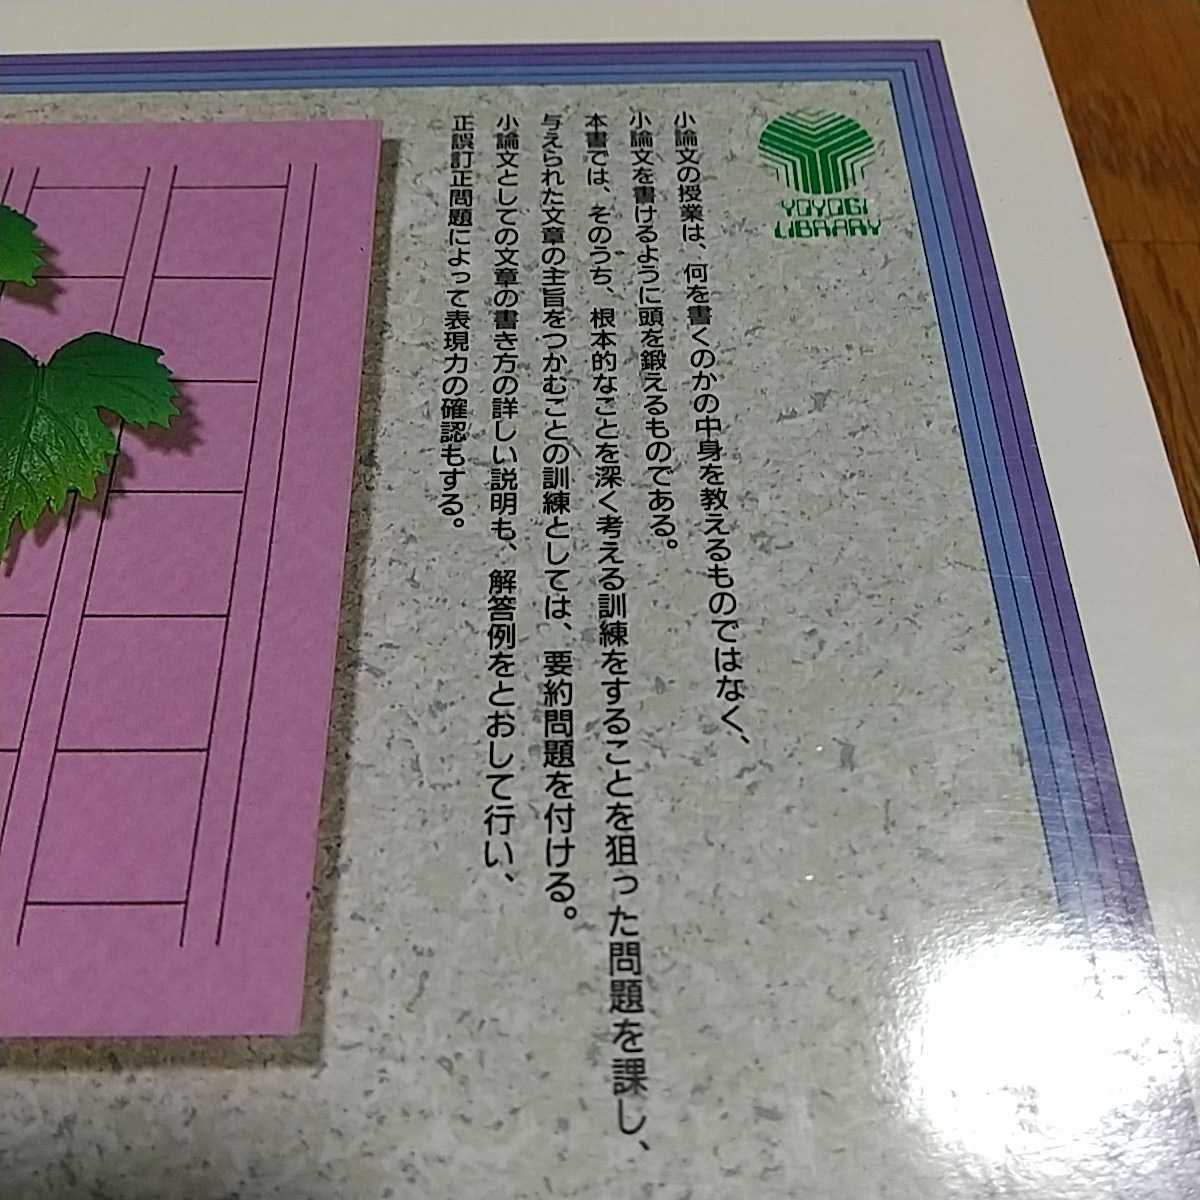 YOYOGI
LIBRARY
小論文の授業は、何を書くのかの中身を教えるものではなく、
小論文を書けるように頭を鍛えるものである。
本書では、そのうち、根本的なことを深く考える訓練をすることを狙った問題を課し、
与えられた文章の主旨をつかむことの訓練としては、要約問題を付ける。
小論文としての文章の書き方の詳しい説明も、解答例をとおして行い、
正誤訂正問題によって表現力の確認もする。